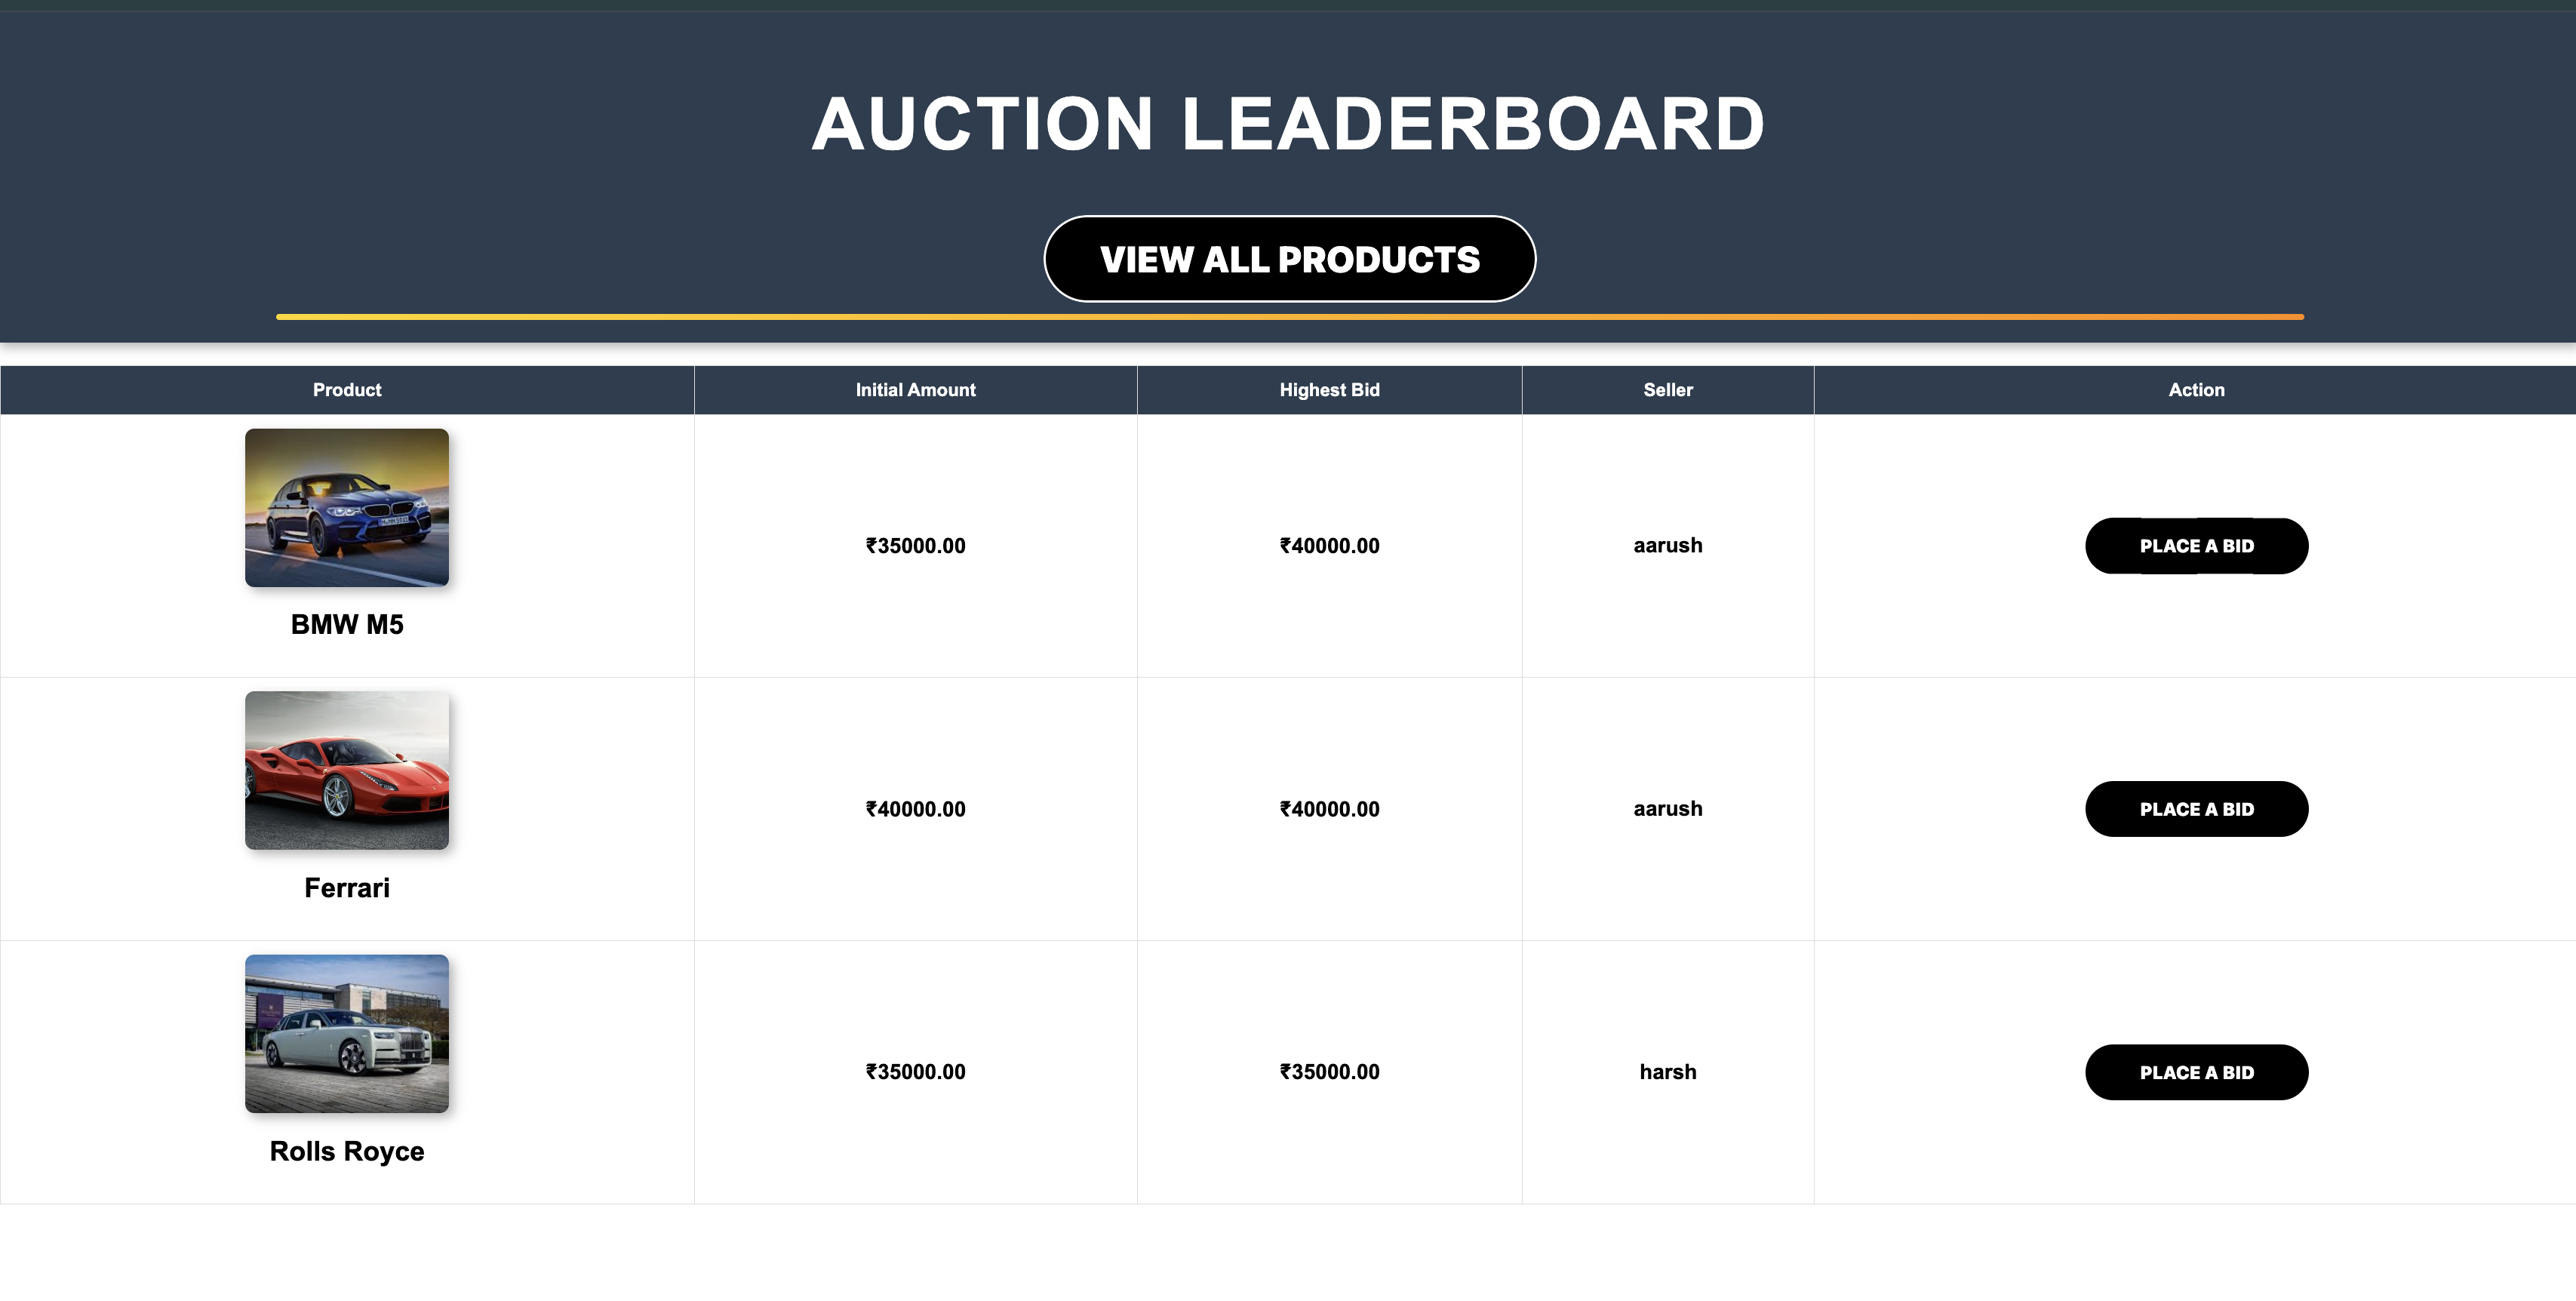 AUCTION LEADERBOARD
VIEW ALL PRODUCTS
Product Initial Amount Highest Bid Seller Action
₹35000.00 ₹40000.00 aarush PLACE A BID
BMW M5
₹40000.00 ₹40000.00 aarush PLACE A BID
Ferrari
₹35000.00 ₹35000.00 harsh PLACE A BID
Rolls Royce